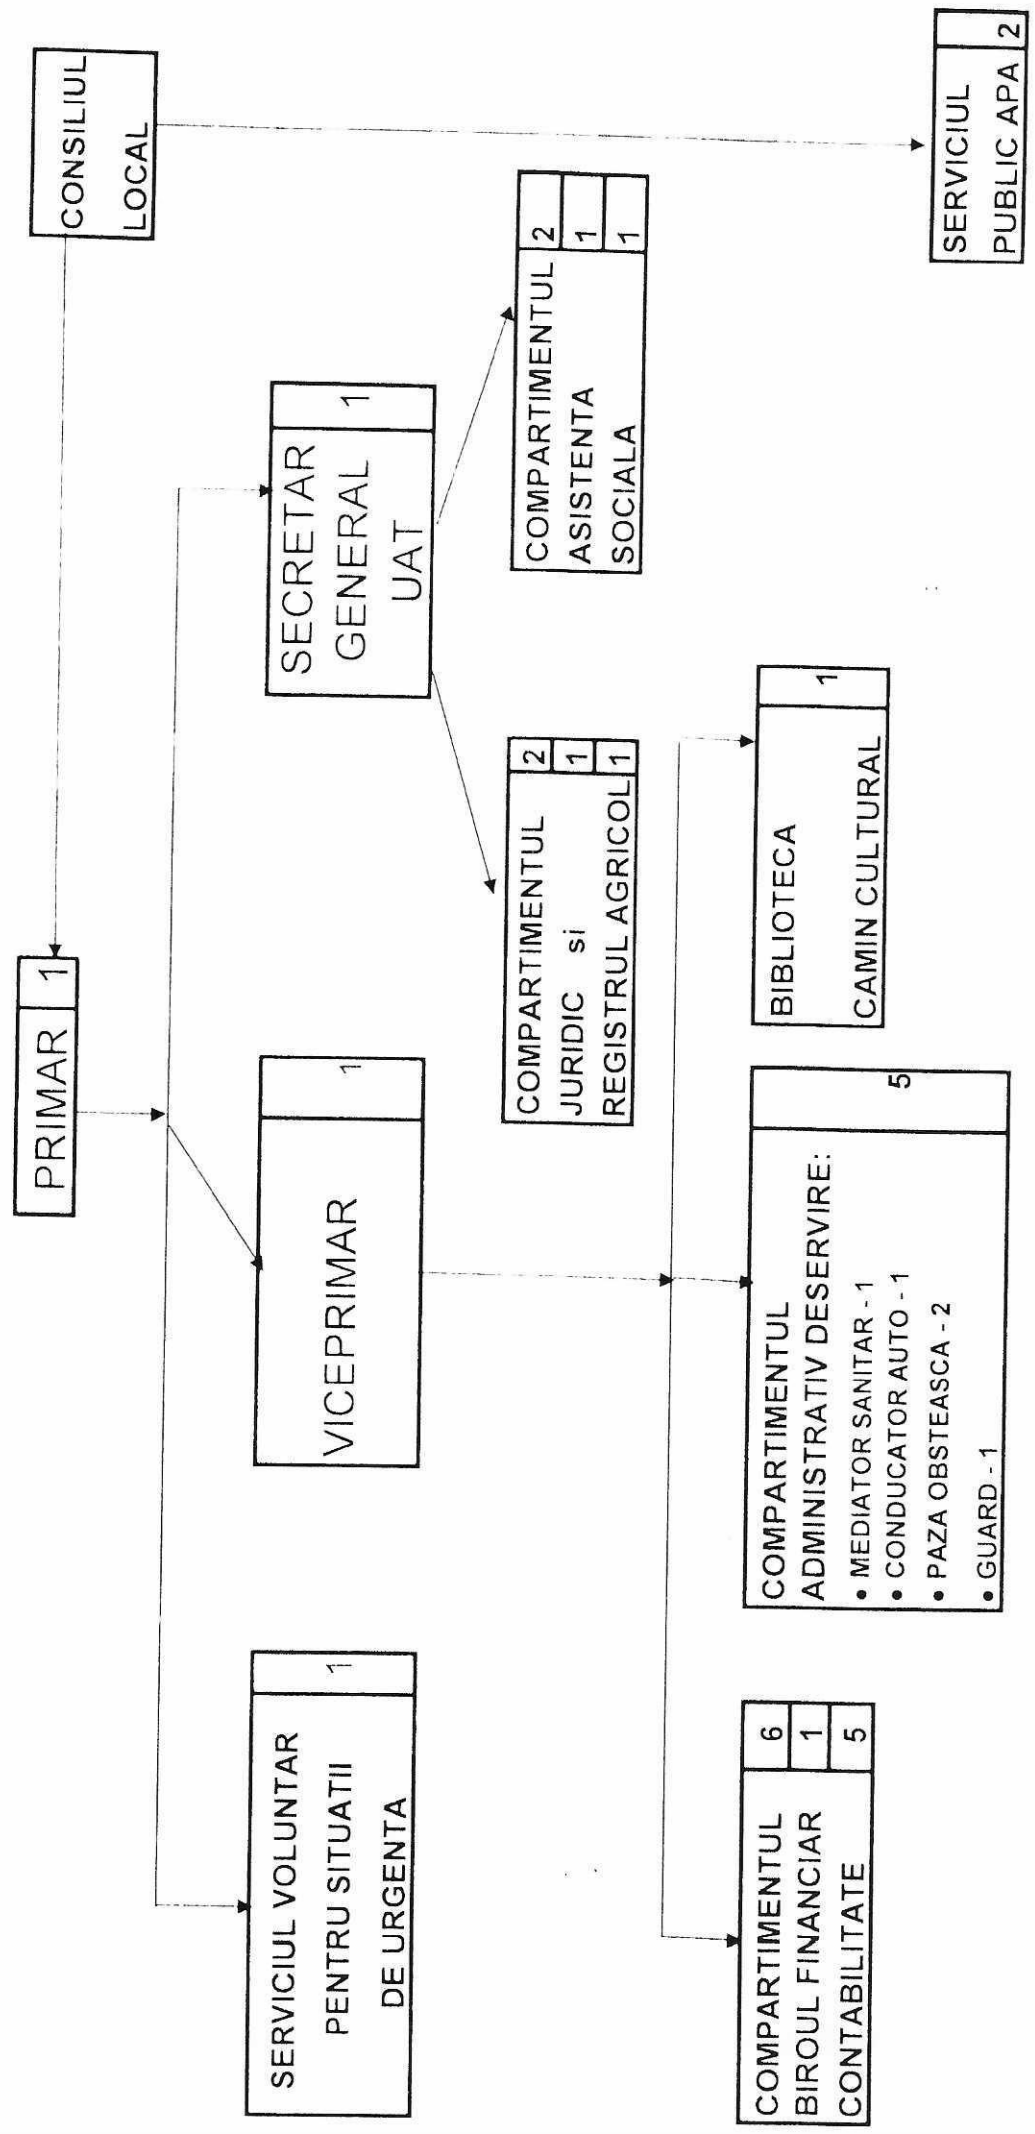 CONSILIUL
LOCAL
PRIMAR 1
SERVICIUL VOLUNTAR 1
PENTRU SITUATII
DE URGENTA
VICEPRIMAR 1
SECRETAR 1
GENERAL
UAT
COMPARTIMENTUL 2
JURIDIC si 1
REGISTRUL AGRICOL 1
COMPARTIMENTUL 2
ASISTENTA 1
SOCIALA 1
COMPARTIMENTUL 6
BIROUL FINANCIAR 1
CONTABILITATE 5
COMPARTIMENTUL
ADMINISTRATIV DESERVIRE:
• MEDIATOR SANITAR - 1
• CONDUCATOR AUTO - 1
• PAZA OBSTEASCA - 2
• GUARD - 1
5
BIBLIOTECA
CAMIN CULTURAL
1
SERVICIUL
PUBLIC APA 2